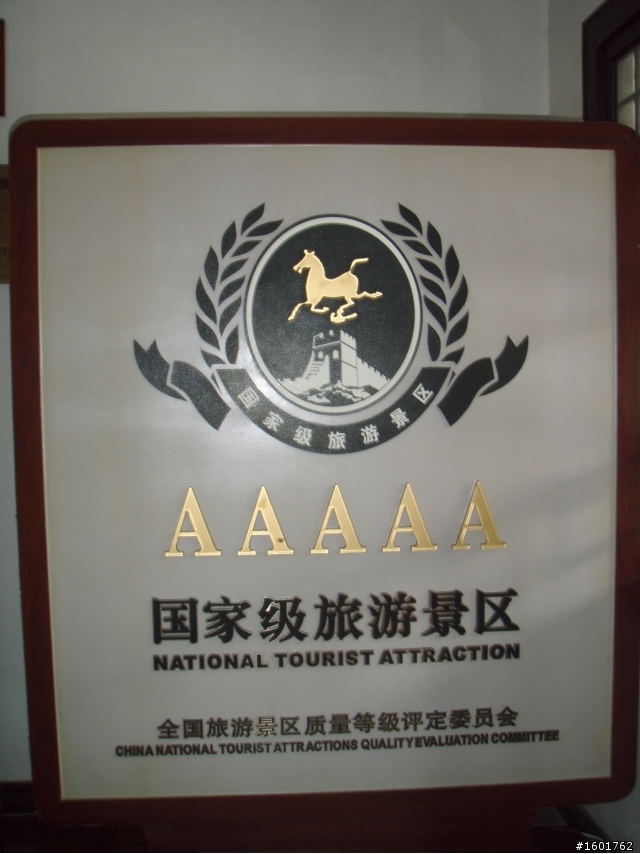 国家级旅游景区
AAAAA
国家级旅游景区
NATIONAL TOURIST ATTRACTION
全国旅游景区质量等级评定委员会
CHINA NATIONAL TOURIST ATTRACTIONS QUALITY EVALUATION COMMITTEE
#1601762